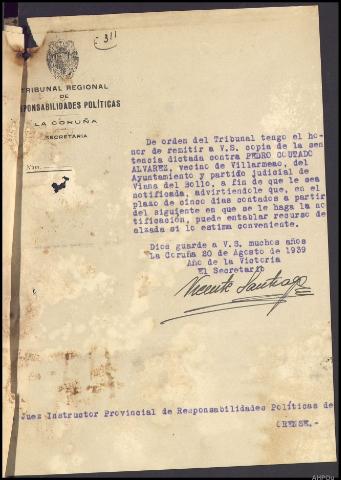 311
TRIBUNAL REGIONAL
DE
RESPONSABILIDADES POLÍTICAS
LA CORUÑA
SECRETARIA
Núm.
De orden del Tribunal tengo el ho-
nor de remitir a V.S. copia de la sen
tencia dictada contra PEDRO COUTADO
ALVAREZ, vecino de Villarmeao, del
Ayuntamiento y partido judicial de
Viana del Bollo, a fin de que le sea
notificada, advirtiéndole que, en el
plazo de cinco dias contados a partir
del siguiente en que se le haga la no
tificación, puede entablar recurso de
alzada si lo estima conveniente.
Dios guarde a V.S. muchos años
La Coruña 20 de Agosto de 1939
Año de la Victoria
El Secretario
Vicente Santiago
Juez Instructor Provincial de Responsabilidades Políticas de
ORENSE.-
AHPOu